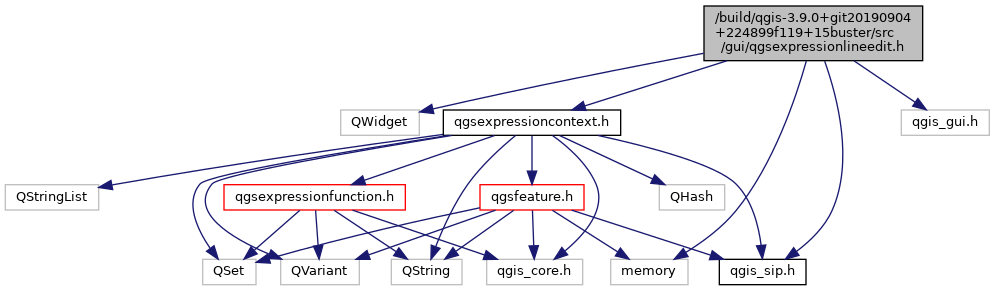 /build/qgis-3.9.0+git20190904
+224899f119+15buster/src
/gui/qgsexpressionlineedit.h
QWidget
qgsexpressioncontext.h
qgis_gui.h
QStringList
qgsexpressionfunction.h
qgsfeature.h
QHash
QSet
QVariant
QString
qgis_core.h
memory
qgis_sip.h